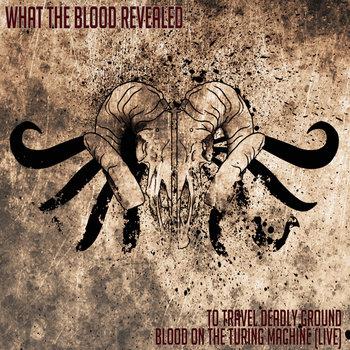 WHAT THE BLOOD REVEALED
TO TRAVEL DEADLY GROUND
BLOOD ON THE TURING MACHINE (LIVE)